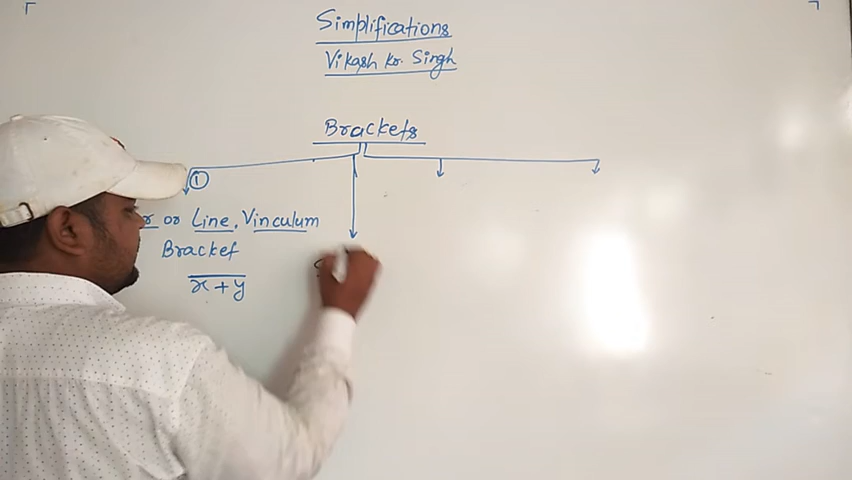 Simplifications
Vikash Kr. Singh
Brackets
①
or Line, Vinculum
Bracket
x + y